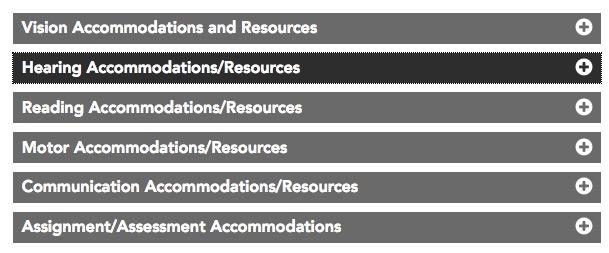 Vision Accommodations and Resources
Hearing Accommodations/Resources
Reading Accommodations/Resources
Motor Accommodations/Resources
Communication Accommodations/Resources
Assignment/Assessment Accommodations